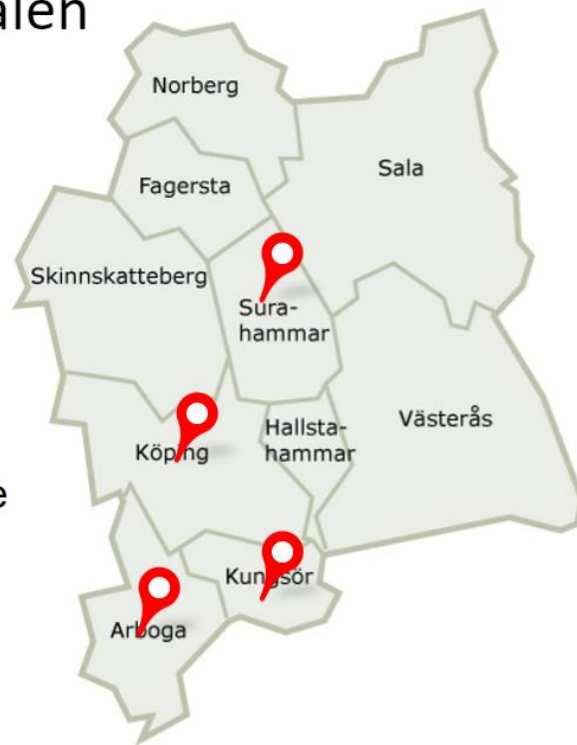 alen
Norberg
Sala
Fagersta
Skinnskatteberg
Sura-
hammar
Västerås
Hallsta-
hammar
Köping
e
Kungsör
Arboga